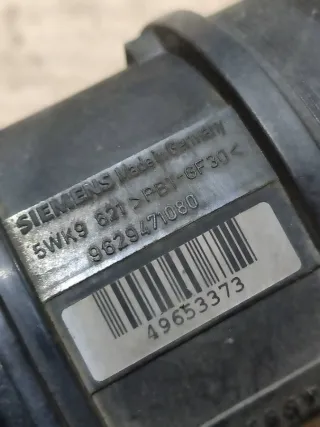 SIEMENS Made in Germany
5WK9 621 >PBT-GF30<
9629471080
49653373